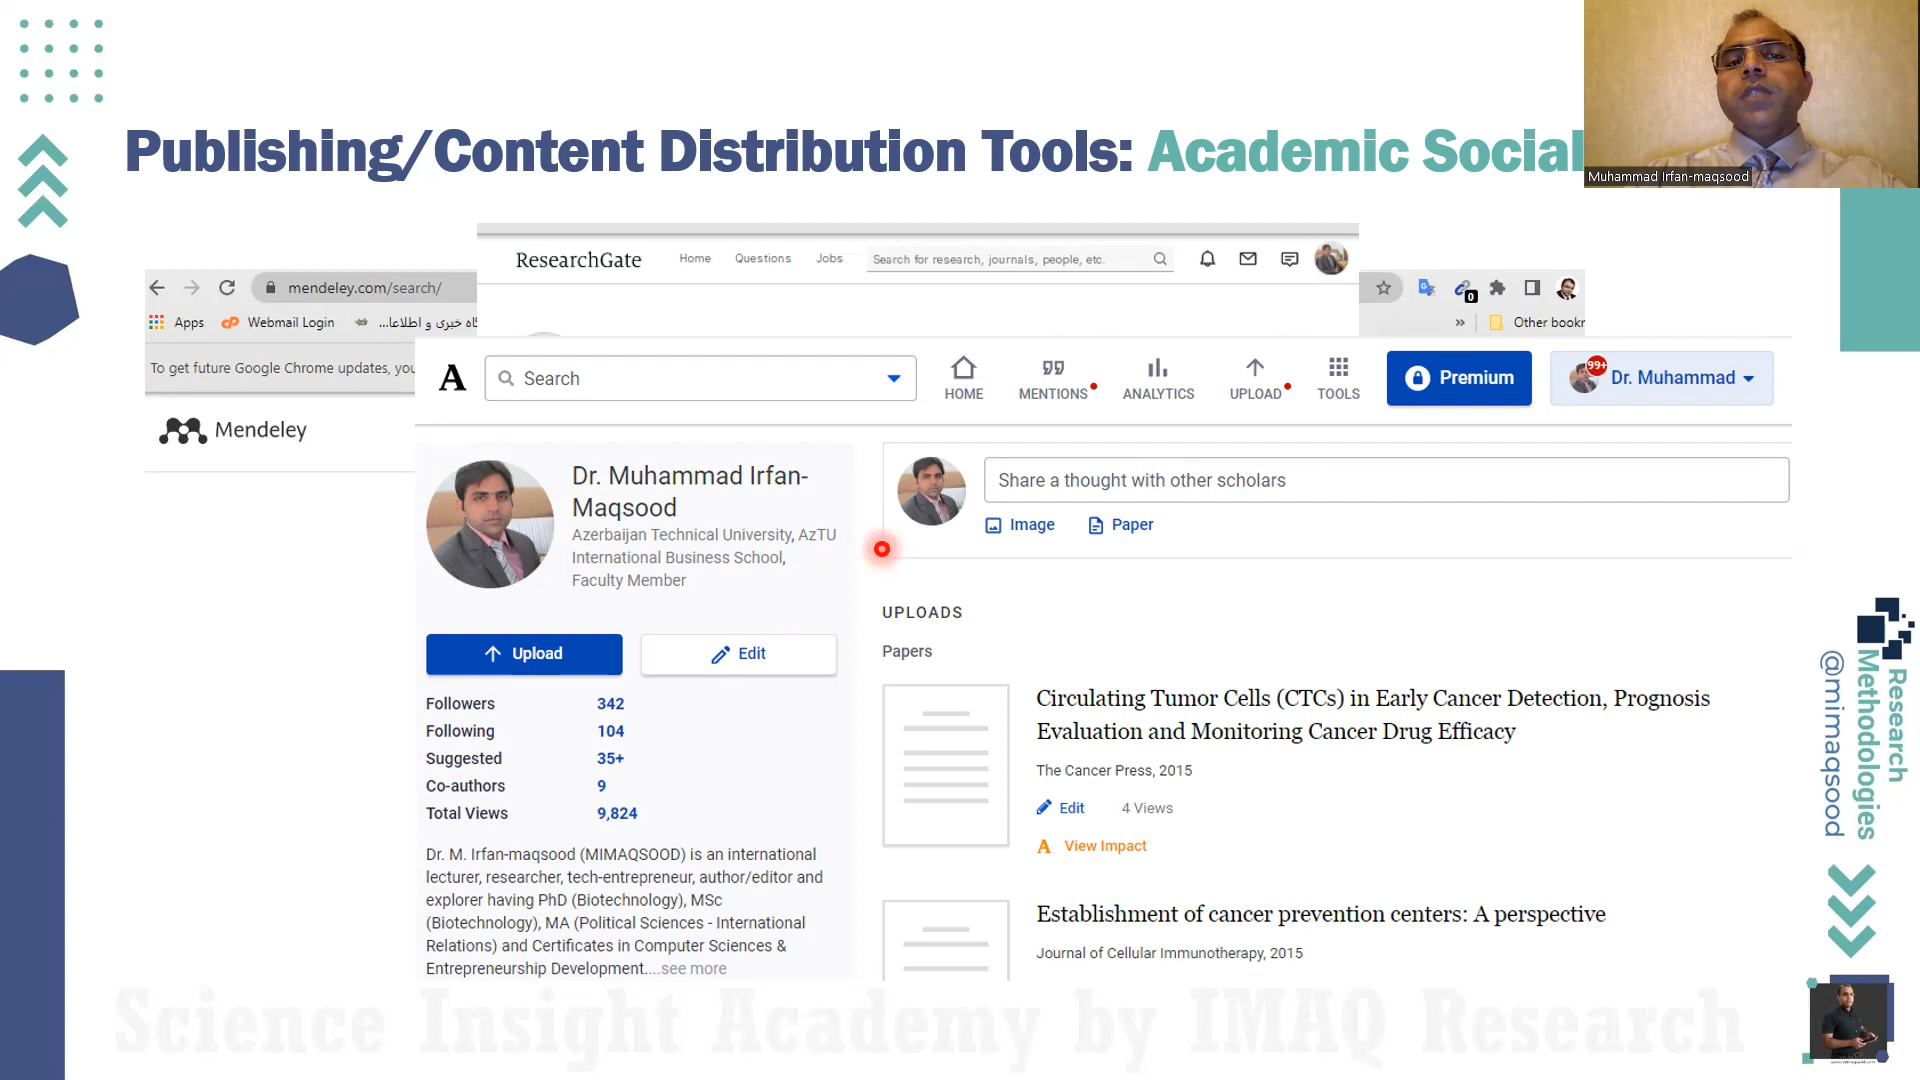 Publishing/Content Distribution Tools: Academic Social
Muhammad Irfan-maqsood
ResearchGate
Home
Questions
Jobs
Search for research, journals, people, etc.
mendeley.com/search/
0
Apps
Webmail Login
گاه خبری و اطلاعا...
»
Other bookr
To get future Google Chrome updates, you
Mendeley
A
Search
HOME
MENTIONS
ANALYTICS
UPLOAD
TOOLS
Premium
99+
Dr. Muhammad
Dr. Muhammad Irfan-
Maqsood
Azerbaijan Technical University, AzTU
International Business School,
Faculty Member
Upload
Edit
Followers 342
Following 104
Suggested 35+
Co-authors 9
Total Views 9,824
Dr. M. Irfan-maqsood (MIMAQSOOD) is an international
lecturer, researcher, tech-entrepreneur, author/editor and
explorer having PhD (Biotechnology), MSc
(Biotechnology), MA (Political Sciences - International
Relations) and Certificates in Computer Sciences &
Entrepreneurship Development....see more
Share a thought with other scholars
Image
Paper
UPLOADS
Papers
Circulating Tumor Cells (CTCs) in Early Cancer Detection, Prognosis
Evaluation and Monitoring Cancer Drug Efficacy
The Cancer Press, 2015
Edit
4 Views
A View Impact
Establishment of cancer prevention centers: A perspective
Journal of Cellular Immunotherapy, 2015
Research
Methodologies
@mimaqsood
Science Insight Academy by IMAQ Research